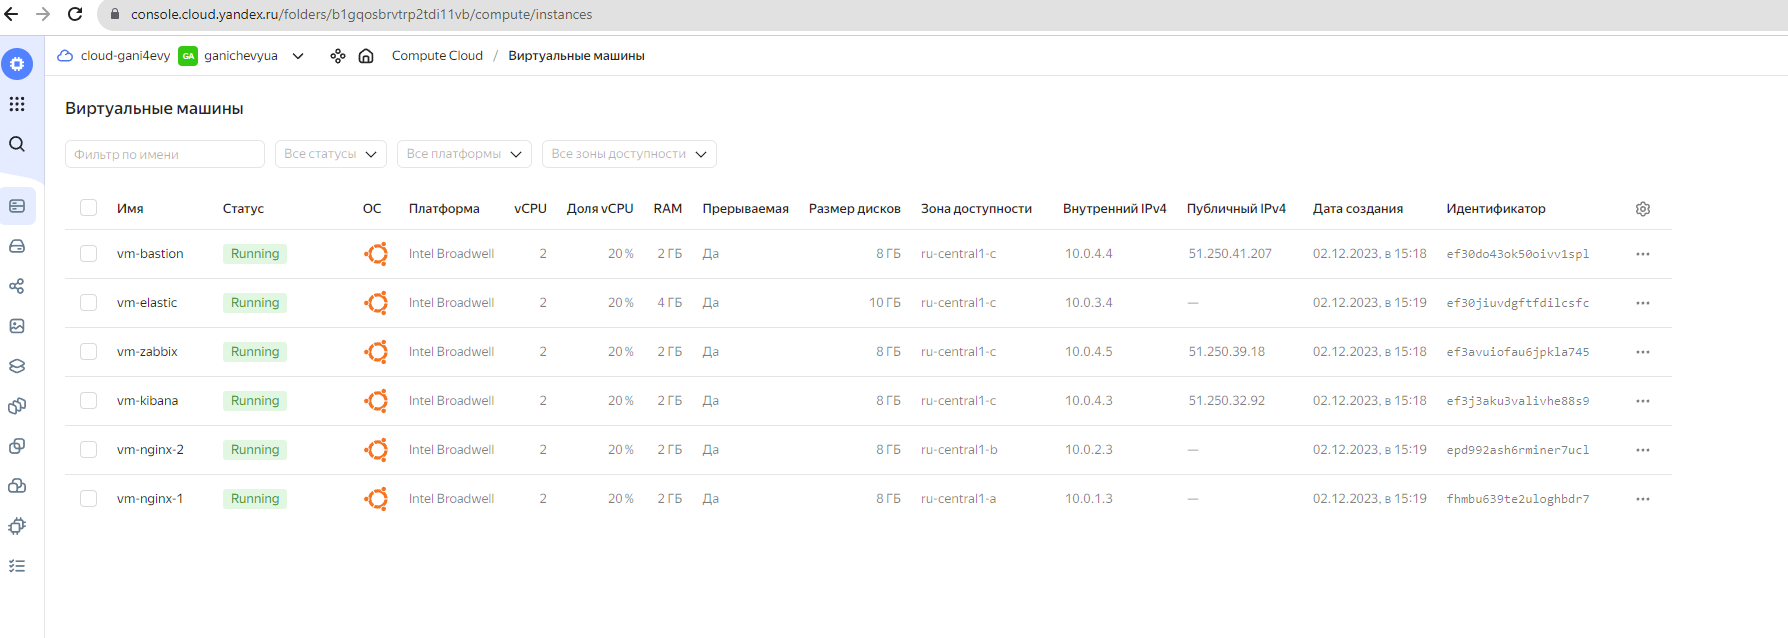 console.cloud.yandex.ru/folders/b1gqosbrvtrp2tdi11vb/compute/instances
cloud-gani4evy GA ganichevyua Compute Cloud / Виртуальные машины
Виртуальные машины
Фильтр по имени Все статусы Все платформы Все зоны доступности
Имя Статус ОС Платформа vCPU Доля vCPU RAM Прерываемая Размер дисков Зона доступности Внутренний IPv4 Публичный IPv4 Дата создания Идентификатор
vm-bastion Running Intel Broadwell 2 20 % 2 ГБ Да 8 ГБ ru-central1-c 10.0.4.4 51.250.41.207 02.12.2023, в 15:18 ef30do43ok50oivv1spl
vm-elastic Running Intel Broadwell 2 20 % 4 ГБ Да 10 ГБ ru-central1-c 10.0.3.4 — 02.12.2023, в 15:19 ef30jiuvdgftfdilcsfc
vm-zabbix Running Intel Broadwell 2 20 % 2 ГБ Да 8 ГБ ru-central1-c 10.0.4.5 51.250.39.18 02.12.2023, в 15:18 ef3avuiofau6jpkla745
vm-kibana Running Intel Broadwell 2 20 % 2 ГБ Да 8 ГБ ru-central1-c 10.0.4.3 51.250.32.92 02.12.2023, в 15:18 ef3j3aku3valivhe88s9
vm-nginx-2 Running Intel Broadwell 2 20 % 2 ГБ Да 8 ГБ ru-central1-b 10.0.2.3 — 02.12.2023, в 15:19 epd992ash6rminer7ucl
vm-nginx-1 Running Intel Broadwell 2 20 % 2 ГБ Да 8 ГБ ru-central1-a 10.0.1.3 — 02.12.2023, в 15:19 fhmbu639te2uloghbdr7